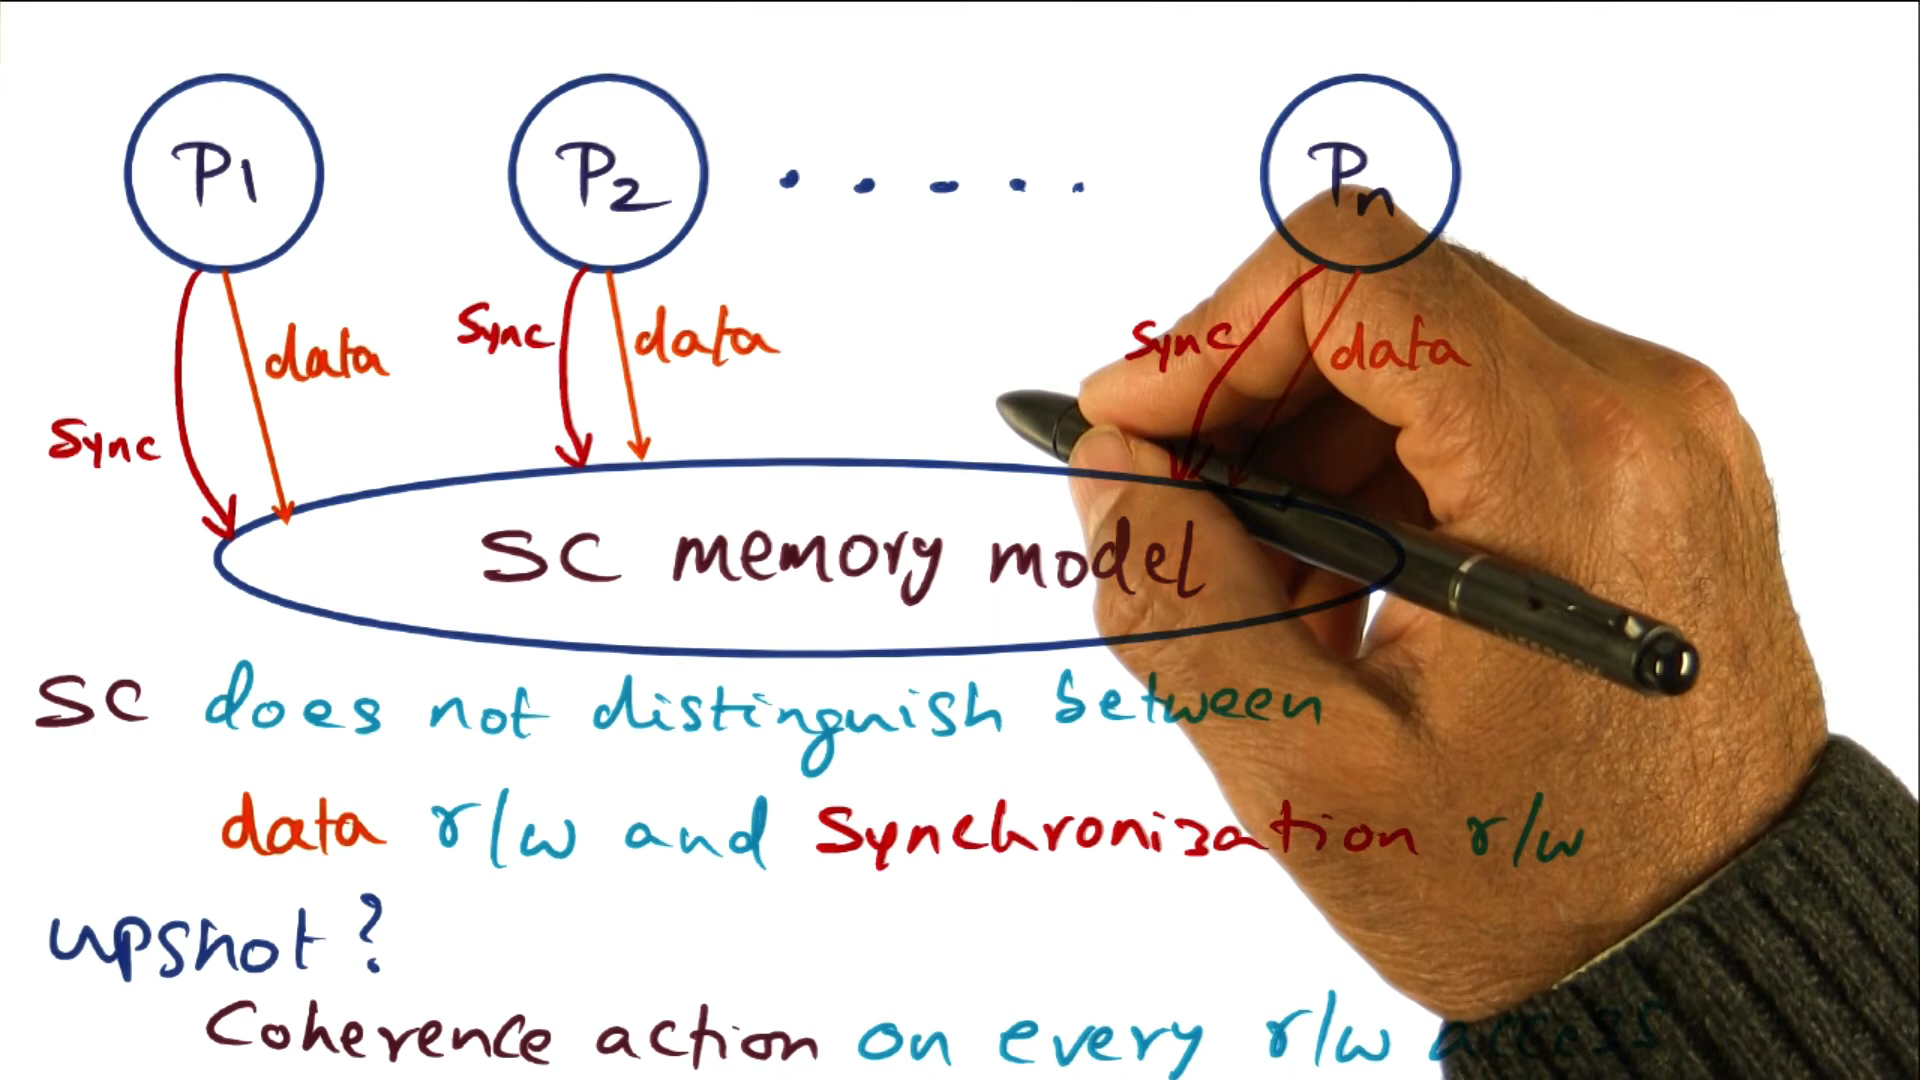 P1 P2 Pn
sync data sync data sync data
SC memory model
SC does not distinguish between
data r/w and synchronization r/w
upshot?
Coherence action on every r/w access